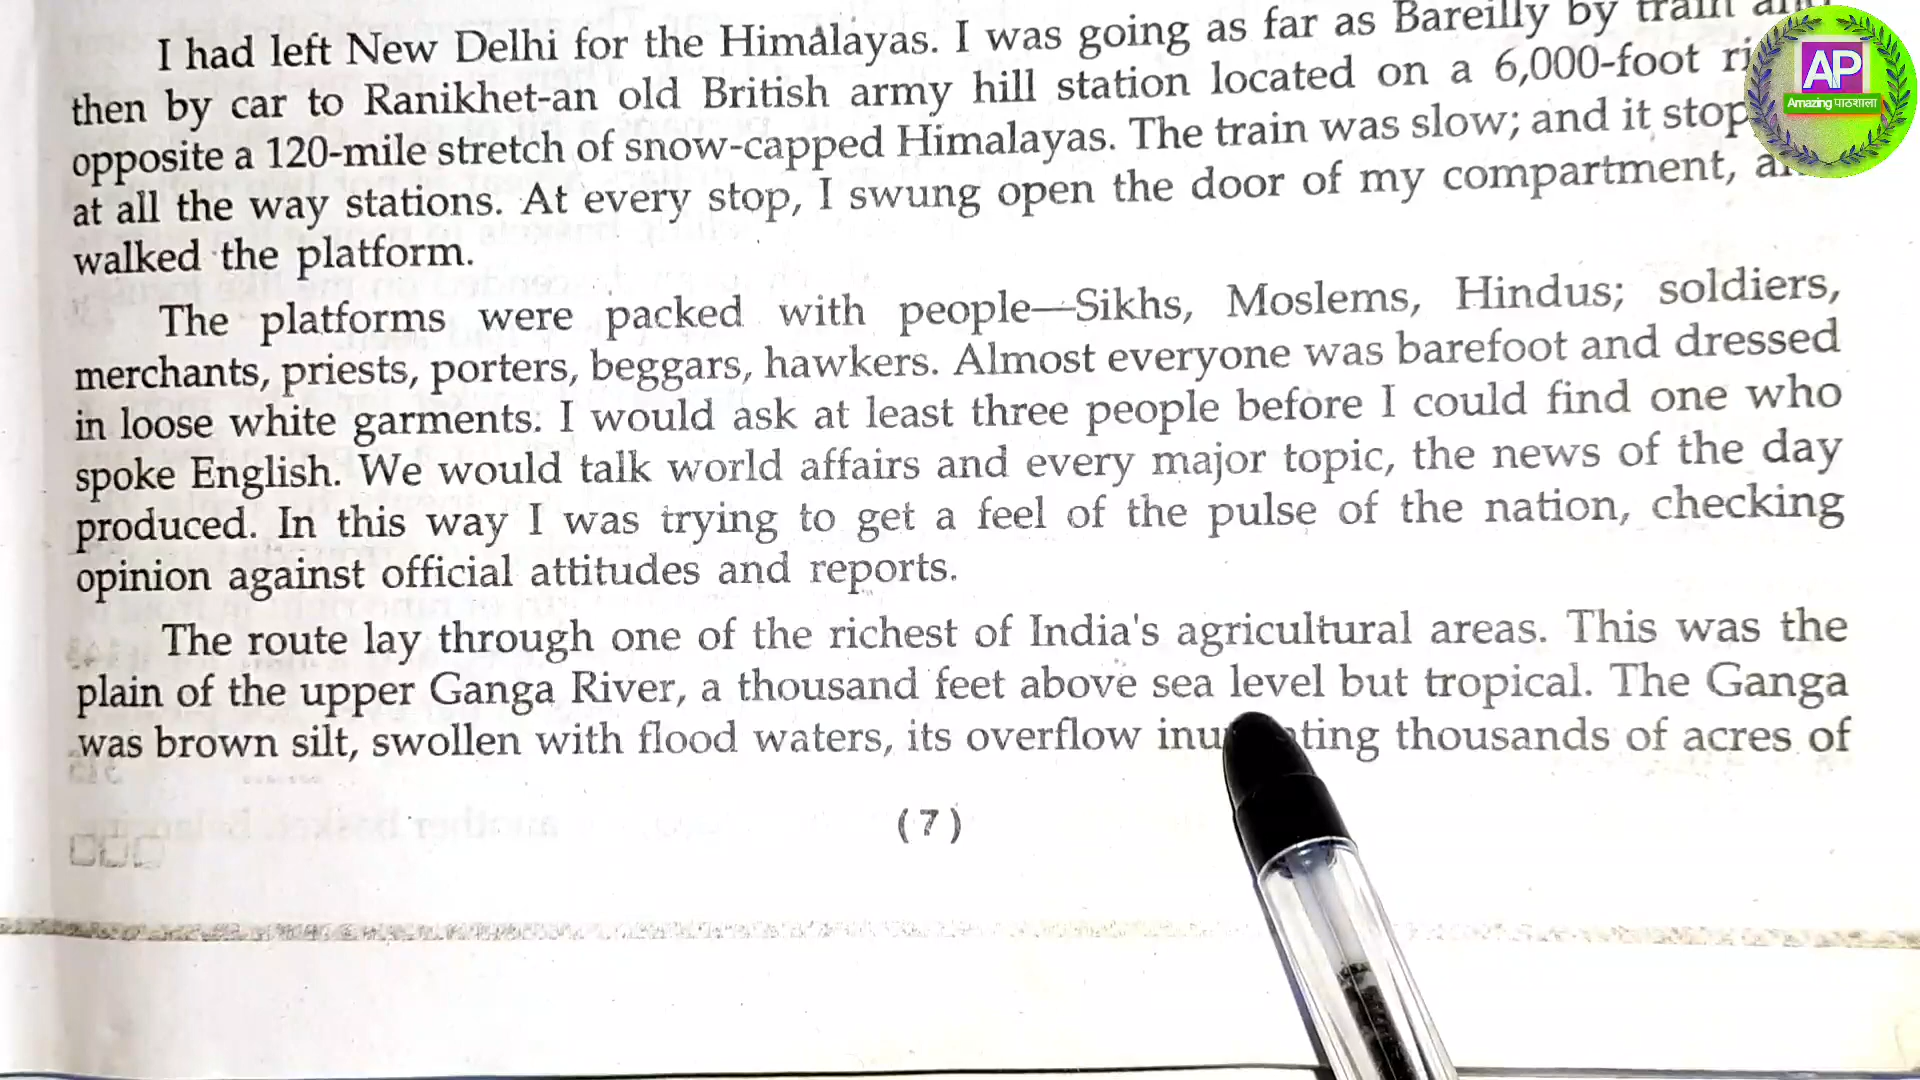 I had left New Delhi for the Himalayas. I was going as far as Bareilly by train
then by car to Ranikhet-an old British army hill station located on a 6,000-foot
opposite a 120-mile stretch of snow-capped Himalayas. The train was slow; and it
at all the way stations. At every stop, I swung open the door of my compartment,
walked the platform.
The platforms were packed with people—Sikhs, Moslems, Hindus; soldiers,
merchants, priests, porters, beggars, hawkers. Almost everyone was barefoot and dressed
in loose white garments. I would ask at least three people before I could find one who
spoke English. We would talk world affairs and every major topic, the news of the day
produced. In this way I was trying to get a feel of the pulse of the nation, checking
opinion against official attitudes and reports.
The route lay through one of the richest of India's agricultural areas. This was the
plain of the upper Ganga River, a thousand feet above sea level but tropical. The Ganga
was brown silt, swollen with flood waters, its overflow thousands of acres of
(7)
AP
Amazing पाठशाला